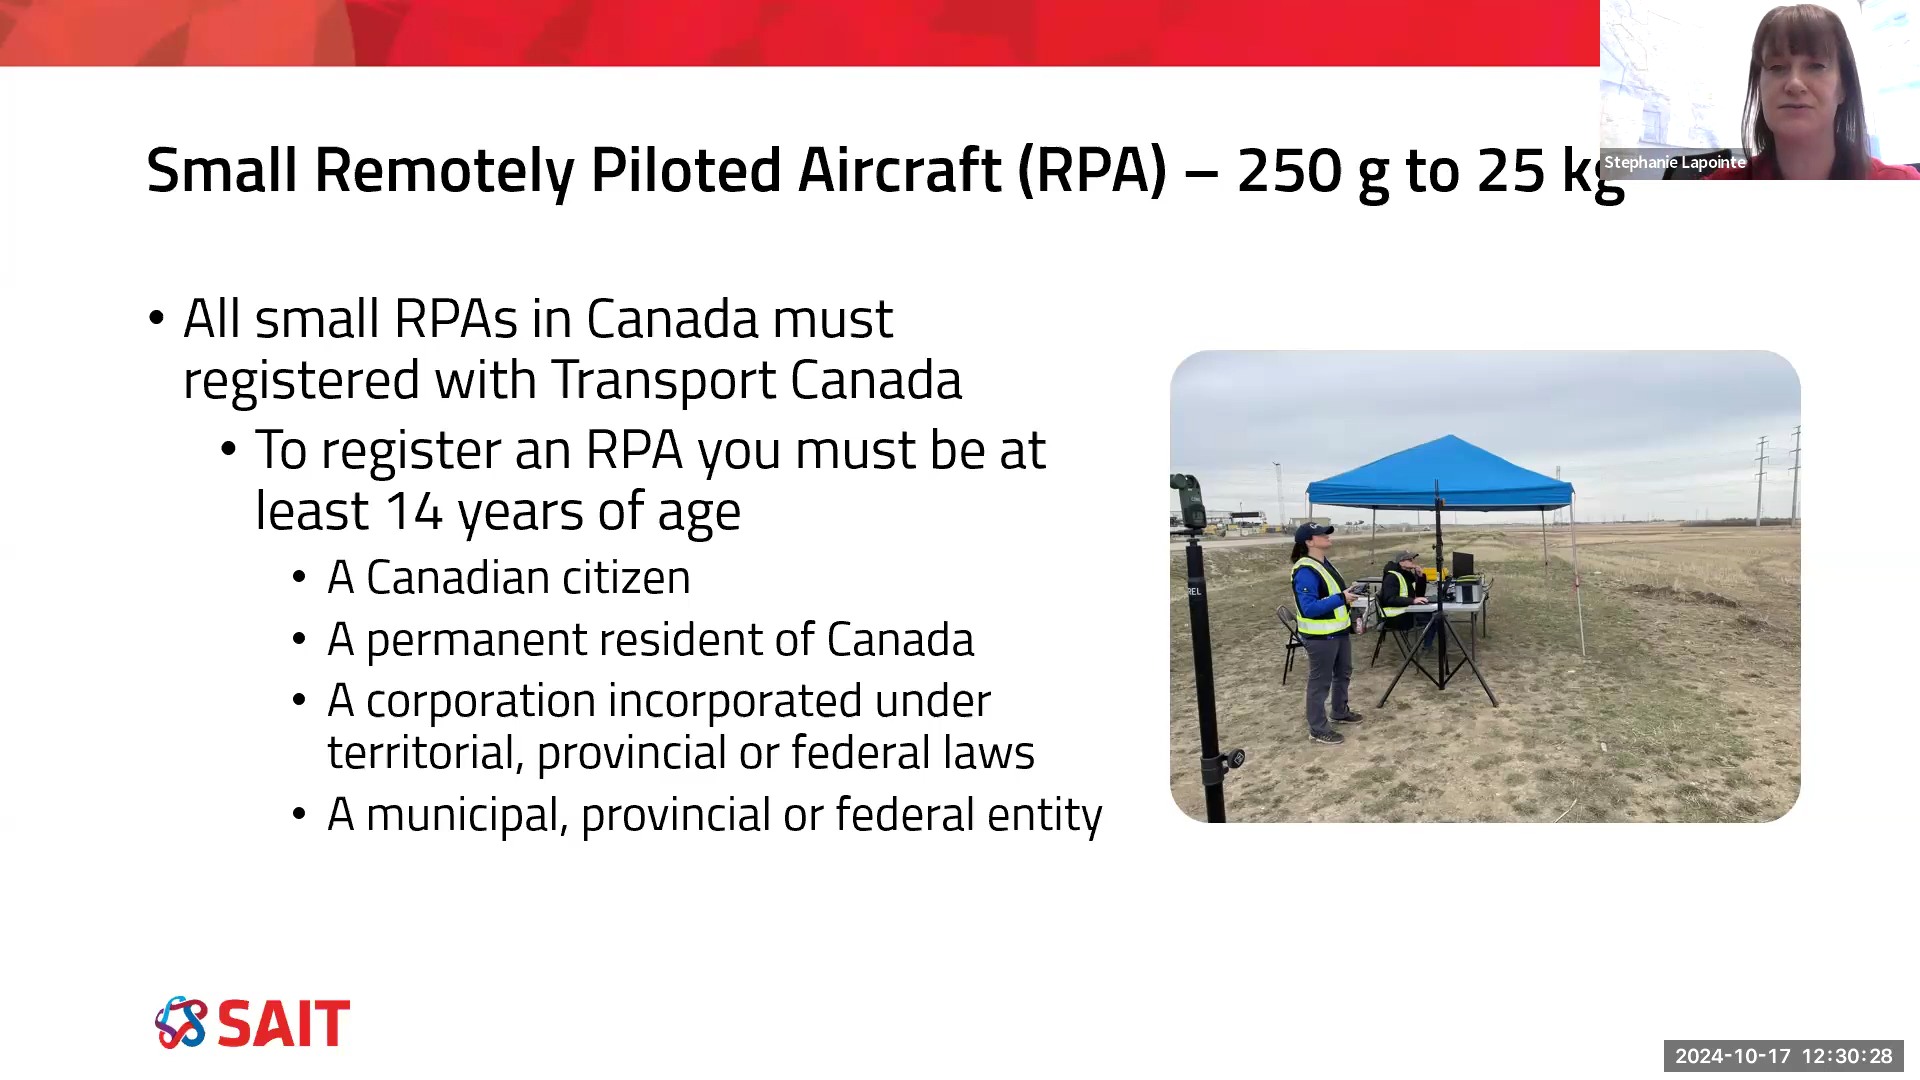 Stephanie Lapointe
Small Remotely Piloted Aircraft (RPA) – 250 g to 25 kg
• All small RPAs in Canada must
registered with Transport Canada
• To register an RPA you must be at
least 14 years of age
• A Canadian citizen
• A permanent resident of Canada
• A corporation incorporated under
territorial, provincial or federal laws
• A municipal, provincial or federal entity
SAIT
2024-10-17 12:30:28